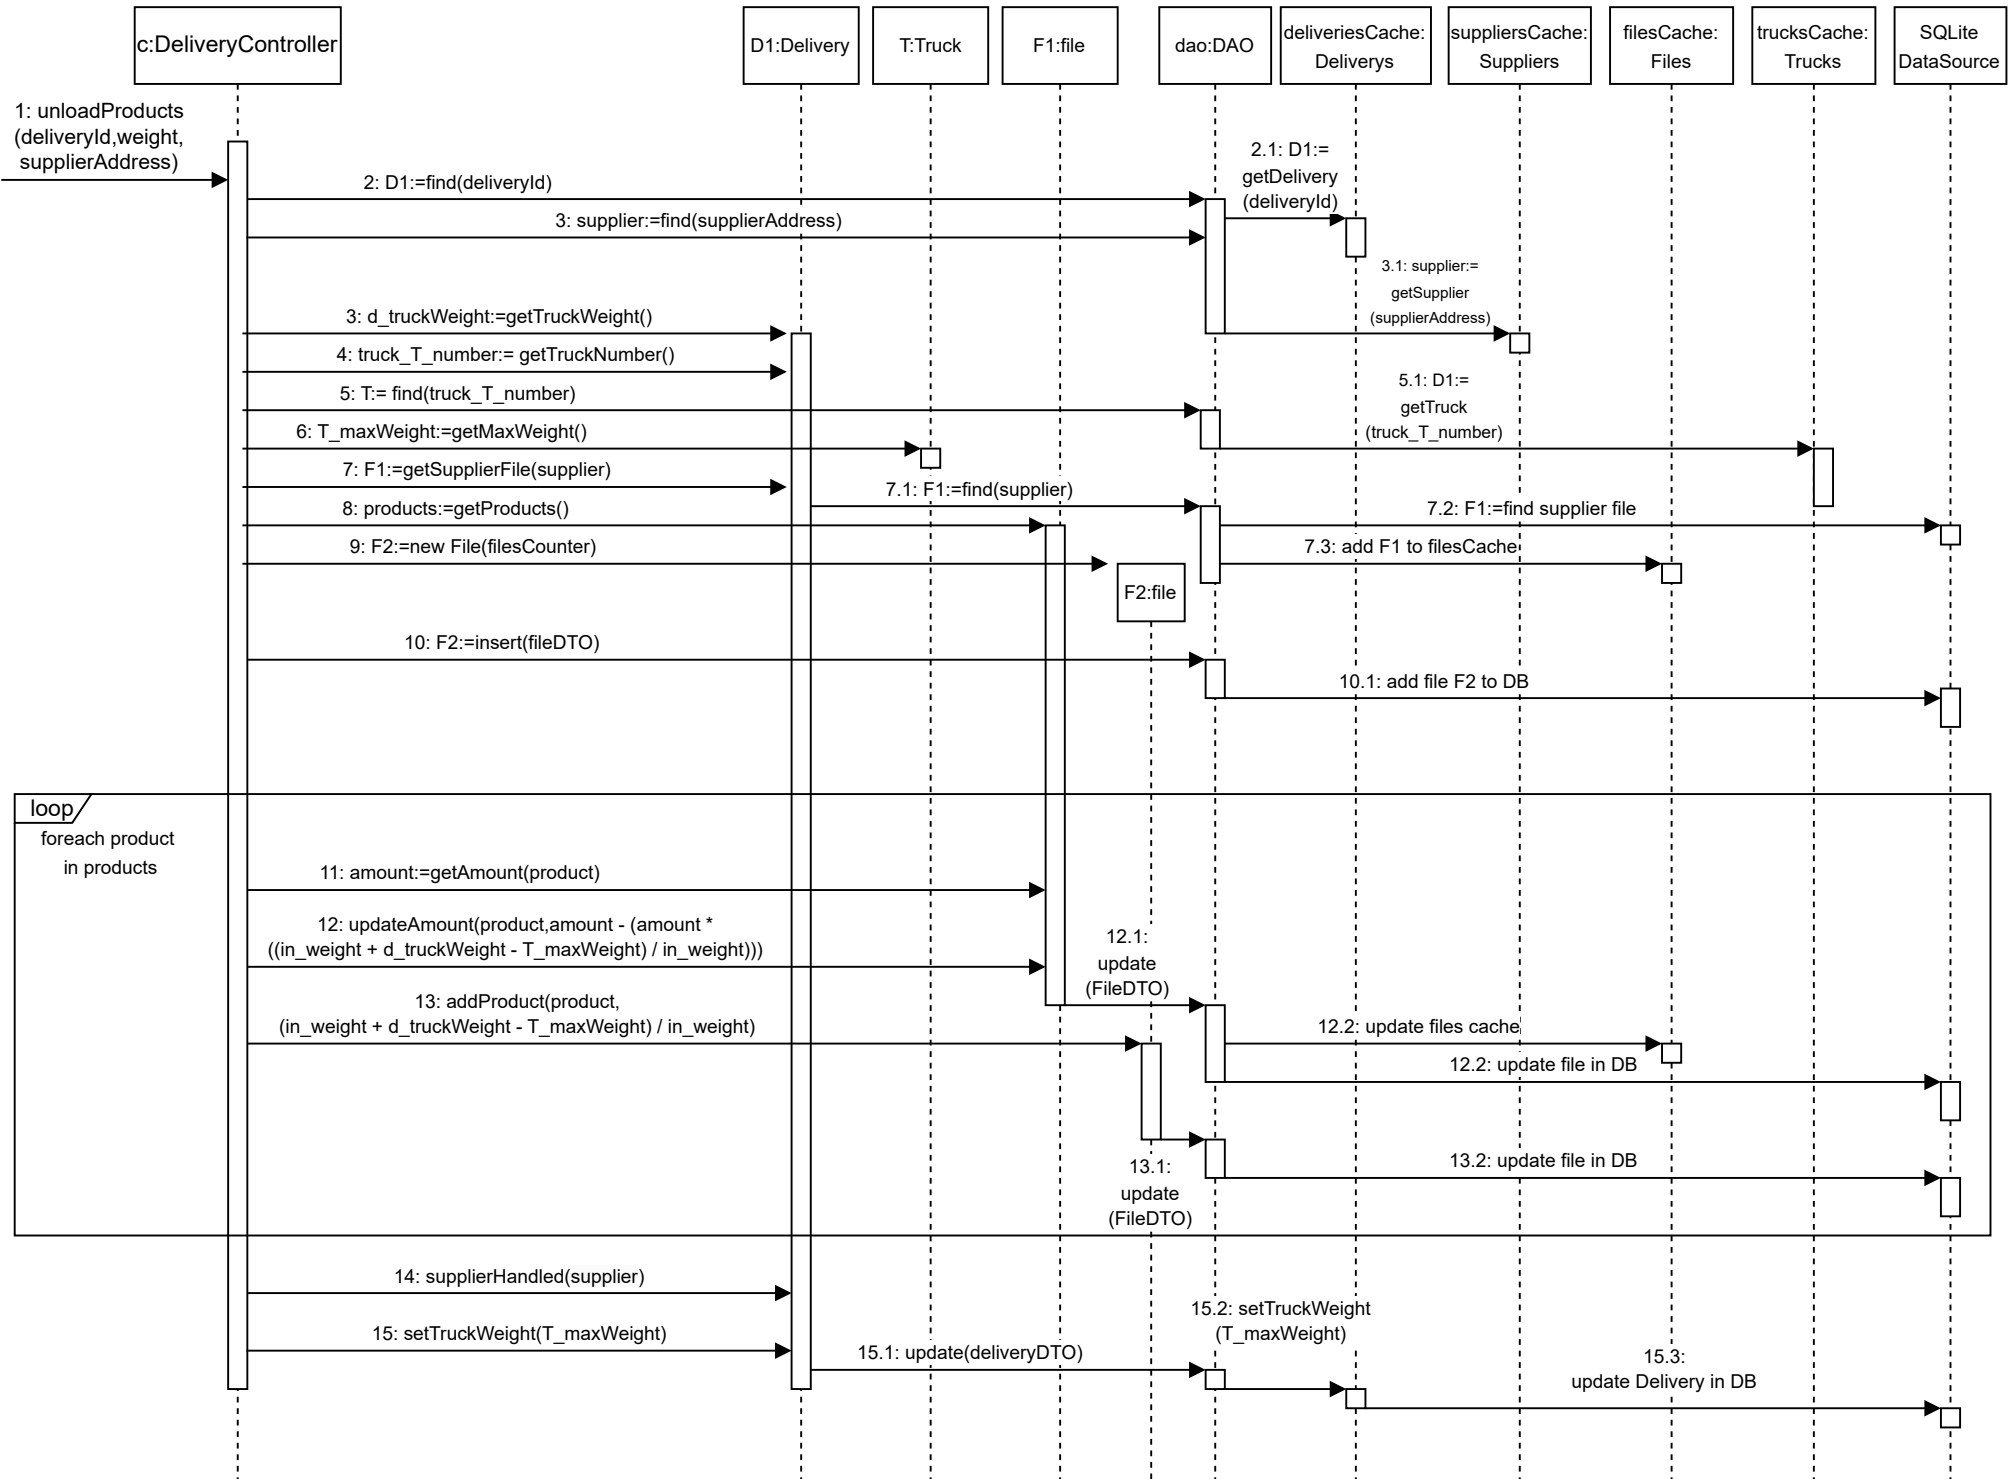 c:DeliveryController
D1:Delivery
T:Truck
F1:file
dao:DAO
deliveriesCache:
Deliverys
suppliersCache:
Suppliers
filesCache:
Files
trucksCache:
Trucks
SQLite
DataSource
1: unloadProducts
(deliveryId,weight,
supplierAddress)
2: D1:=find(deliveryId)
2.1: D1:=
getDelivery
(deliveryId)
3: supplier:=find(supplierAddress)
3.1: supplier:=
getSupplier
(supplierAddress)
3: d_truckWeight:=getTruckWeight()
4: truck_T_number:= getTruckNumber()
5: T:= find(truck_T_number)
5.1: D1:=
getTruck
(truck_T_number)
6: T_maxWeight:=getMaxWeight()
7: F1:=getSupplierFile(supplier)
7.1: F1:=find(supplier)
8: products:=getProducts()
7.2: F1:=find supplier file
9: F2:=new File(filesCounter)
7.3: add F1 to filesCache
F2:file
10: F2:=insert(fileDTO)
10.1: add file F2 to DB
loop
foreach product
in products
11: amount:=getAmount(product)
12: updateAmount(product,amount - (amount *
((in_weight + d_truckWeight - T_maxWeight) / in_weight)))
12.1:
update
(FileDTO)
13: addProduct(product,
(in_weight + d_truckWeight - T_maxWeight) / in_weight)
12.2: update files cache
12.2: update file in DB
13.1:
update
(FileDTO)
13.2: update file in DB
14: supplierHandled(supplier)
15: setTruckWeight(T_maxWeight)
15.1: update(deliveryDTO)
15.2: setTruckWeight
(T_maxWeight)
15.3:
update Delivery in DB